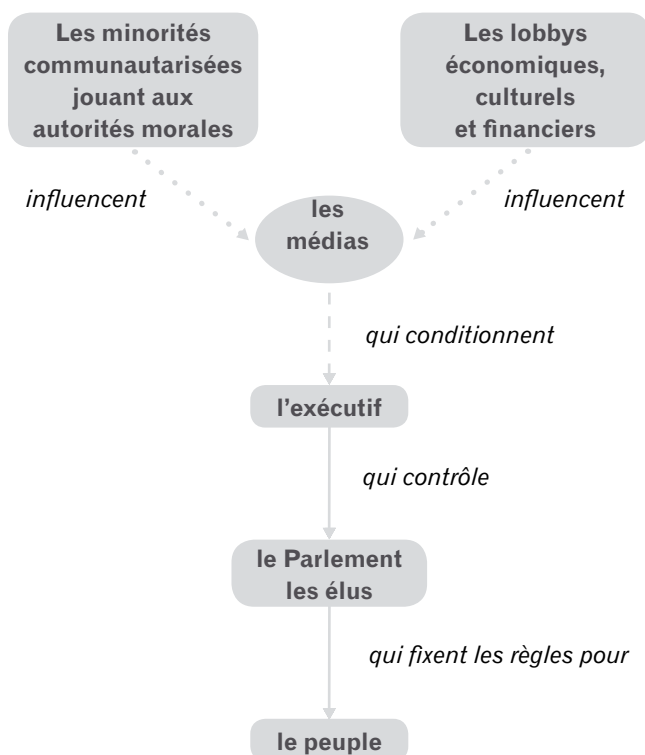 Les minorités
communautarisées
jouant aux
autorités morales
Les lobbys
économiques,
culturels
et financiers
influencent
influencent
les
médias
qui conditionnent
l'exécutif
qui contrôle
le Parlement
les élus
qui fixent les règles pour
le peuple